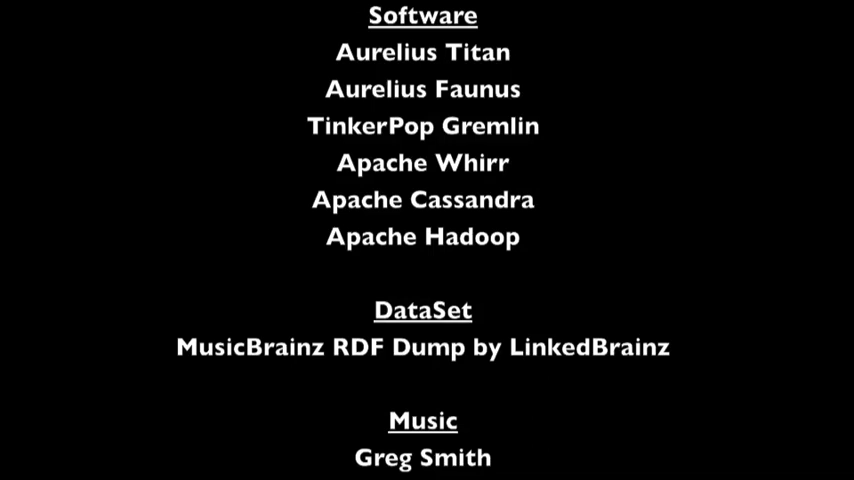 Software
Aurelius Titan
Aurelius Faunus
TinkerPop Gremlin
Apache Whirr
Apache Cassandra
Apache Hadoop
DataSet
MusicBrainz RDF Dump by LinkedBrainz
Music
Greg Smith